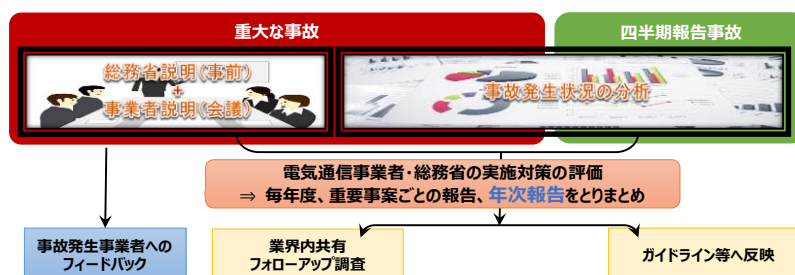 重大な事故
四半期報告事故
総務省説明(事前)
+
事業者説明(会議)
事故発生状況の分析
電気通信事業者・総務省の実施対策の評価
⇒ 毎年度、重要事案ごとの報告、年次報告をとりまとめ
事故発生事業者への
フィードバック
業界内共有
フォローアップ調査
ガイドライン等へ反映